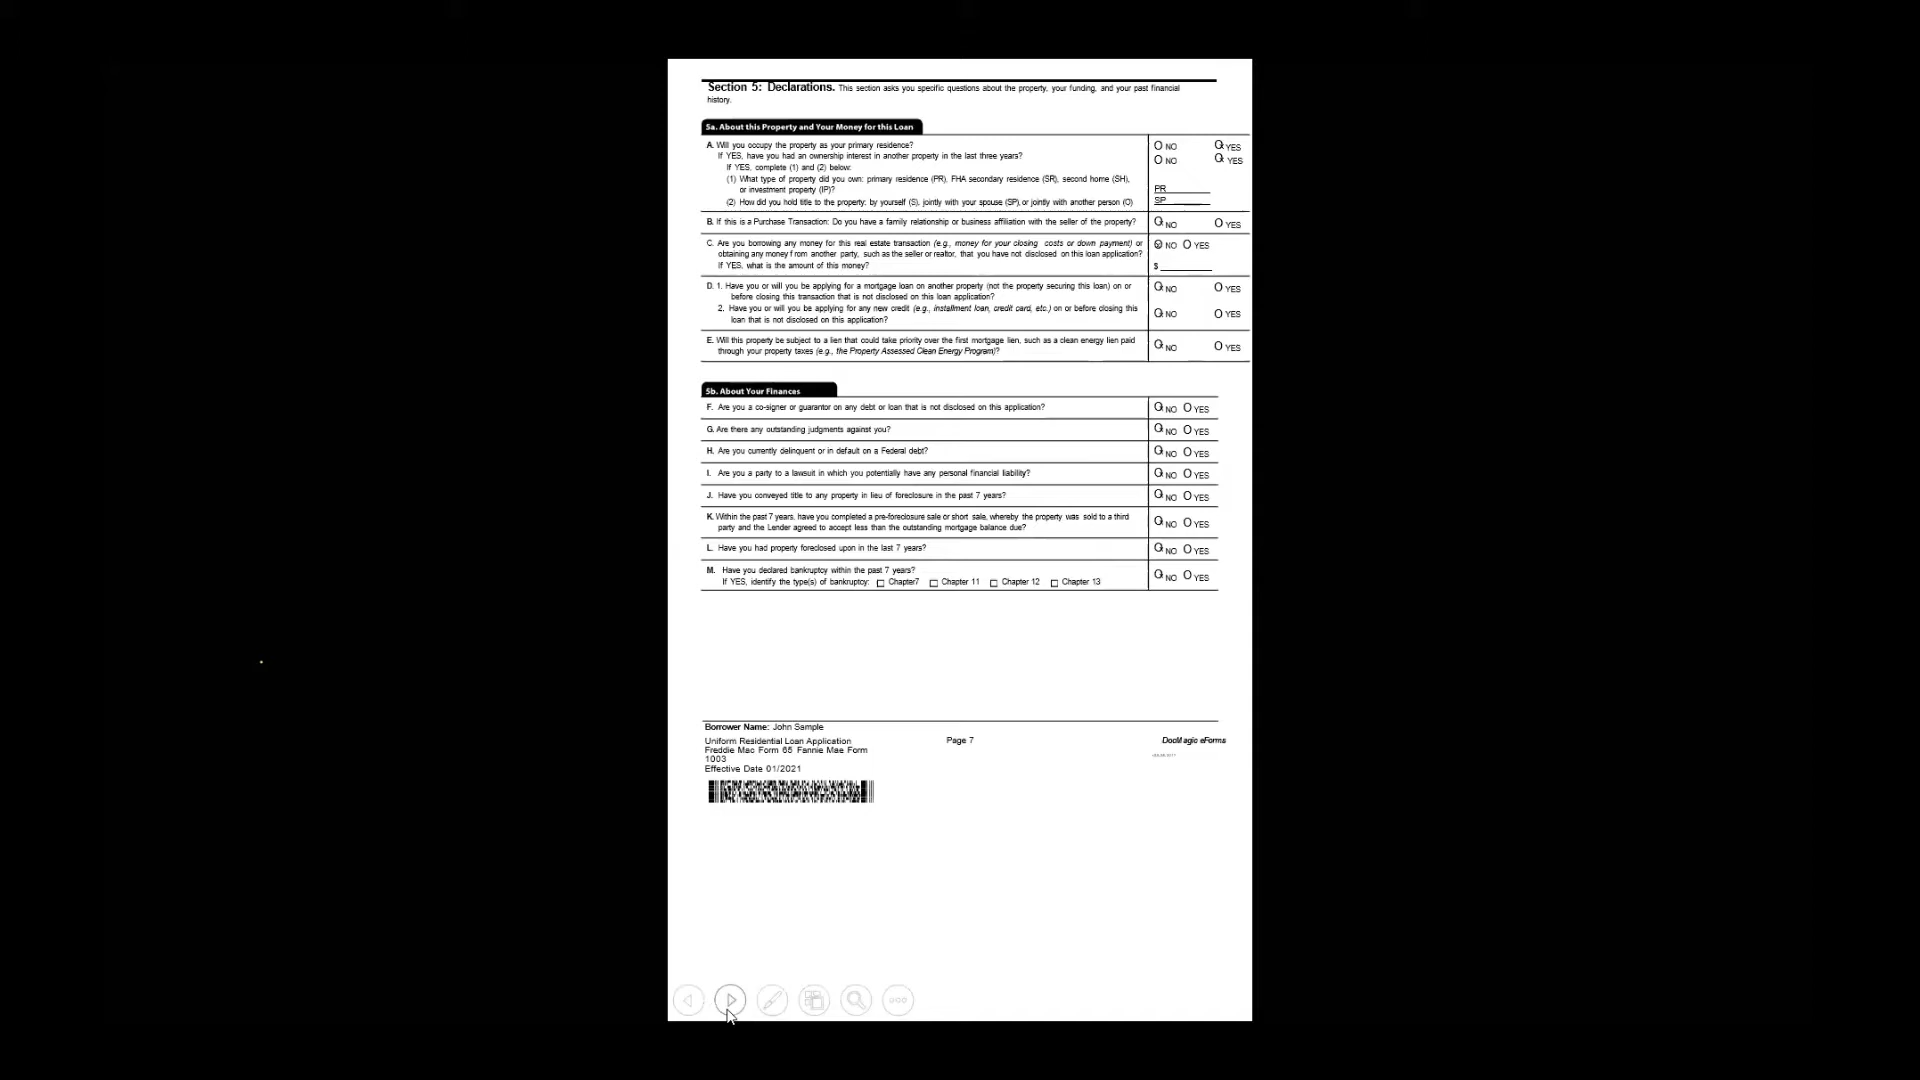 Section 5: Declarations. This section asks you specific questions about the property, your funding, and your past financial
history.
5a. About this Property and Your Money for this Loan
A. Will you occupy the property as your primary residence?
O NO O YES
If YES, have you had an ownership interest in another property in the last three years?
O NO O YES
If YES, complete (1) and (2) below:
(1) What type of property did you own: primary residence (PR), FHA secondary residence (SR), second home (SH),
or investment property (IP)?
PR
(2) How did you hold title to the property: by yourself (S), jointly with your spouse (SP), or jointly with another person (O)
SP
B. If this is a Purchase Transaction: Do you have a family relationship or business affiliation with the seller of the property?
O NO O YES
C. Are you borrowing any money for this real estate transaction (e.g., money for your closing costs or down payment) or
O NO O YES
obtaining any money f rom another party, such as the seller or realtor, that you have not disclosed on this loan application?
If YES, what is the amount of this money?
$
D. 1. Have you or will you be applying for a mortgage loan on another property (not the property securing this loan) on or
O NO O YES
before closing this transaction that is not disclosed on this loan application?
2. Have you or will you be applying for any new credit (e.g., installment loan, credit card, etc.) on or before closing this
O NO O YES
loan that is not disclosed on this application?
E. Will this property be subject to a lien that could take priority over the first mortgage lien, such as a clean energy lien paid
O NO O YES
through your property taxes (e.g., the Property Assessed Clean Energy Program)?
5b. About Your Finances
F. Are you a co-signer or guarantor on any debt or loan that is not disclosed on this application?
O NO O YES
G. Are there any outstanding judgments against you?
O NO O YES
H. Are you currently delinquent or in default on a Federal debt?
O NO O YES
I. Are you a party to a lawsuit in which you potentially have any personal financial liability?
O NO O YES
J. Have you conveyed title to any property in lieu of foreclosure in the past 7 years?
O NO O YES
K. Within the past 7 years, have you completed a pre-foreclosure sale or short sale, whereby the property was sold to a third
O NO O YES
party and the Lender agreed to accept less than the outstanding mortgage balance due?
L. Have you had property foreclosed upon in the last 7 years?
O NO O YES
M. Have you declared bankruptcy within the past 7 years?
O NO O YES
If YES, identify the type(s) of bankruptcy: Chapter7 Chapter 11 Chapter 12 Chapter 13
Borrower Name: John Sample
Uniform Residential Loan Application
Page 7
DocMagic eForms
Freddie Mac Form 65 Fannie Mae Form
1003
Effective Date 01/2021